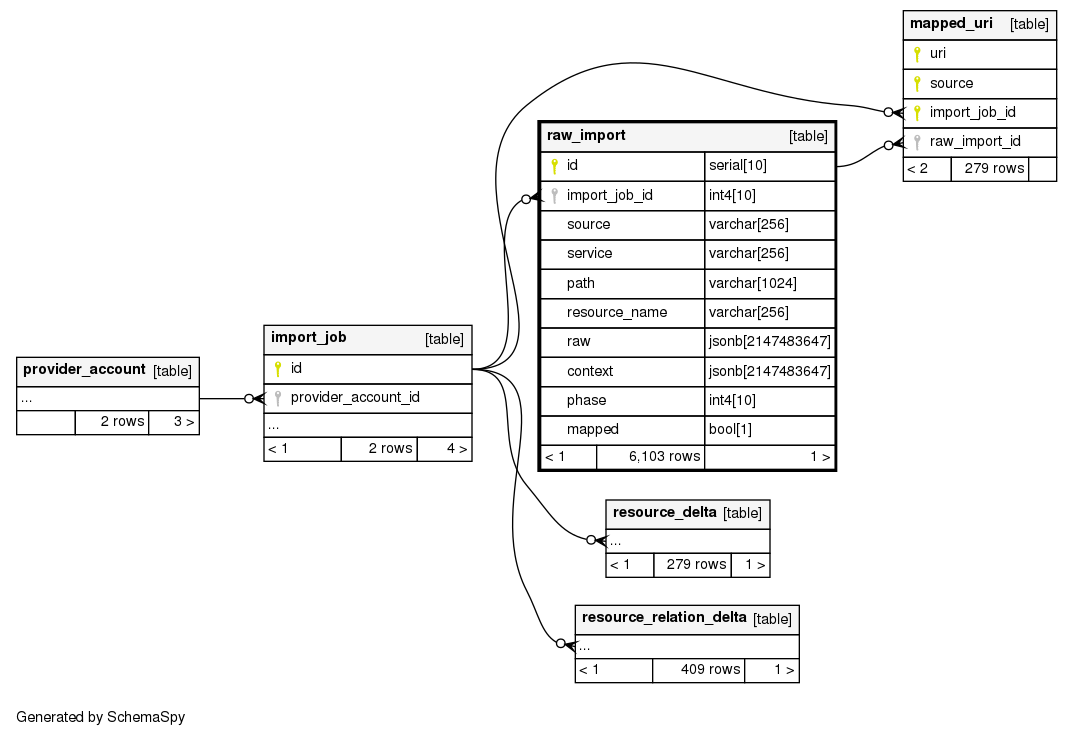 mapped_uri [table]
uri
source
import_job_id
raw_import_id
< 2 279 rows
raw_import [table]
id serial[10]
import_job_id int4[10]
source varchar[256]
service varchar[256]
path varchar[1024]
resource_name varchar[256]
raw jsonb[2147483647]
context jsonb[2147483647]
phase int4[10]
mapped bool[1]
< 1 6,103 rows 1 >
import_job [table]
id
provider_account_id
...
< 1 2 rows 4 >
provider_account [table]
...
2 rows 3 >
resource_delta [table]
...
< 1 279 rows 1 >
resource_relation_delta [table]
...
< 1 409 rows 1 >
Generated by SchemaSpy